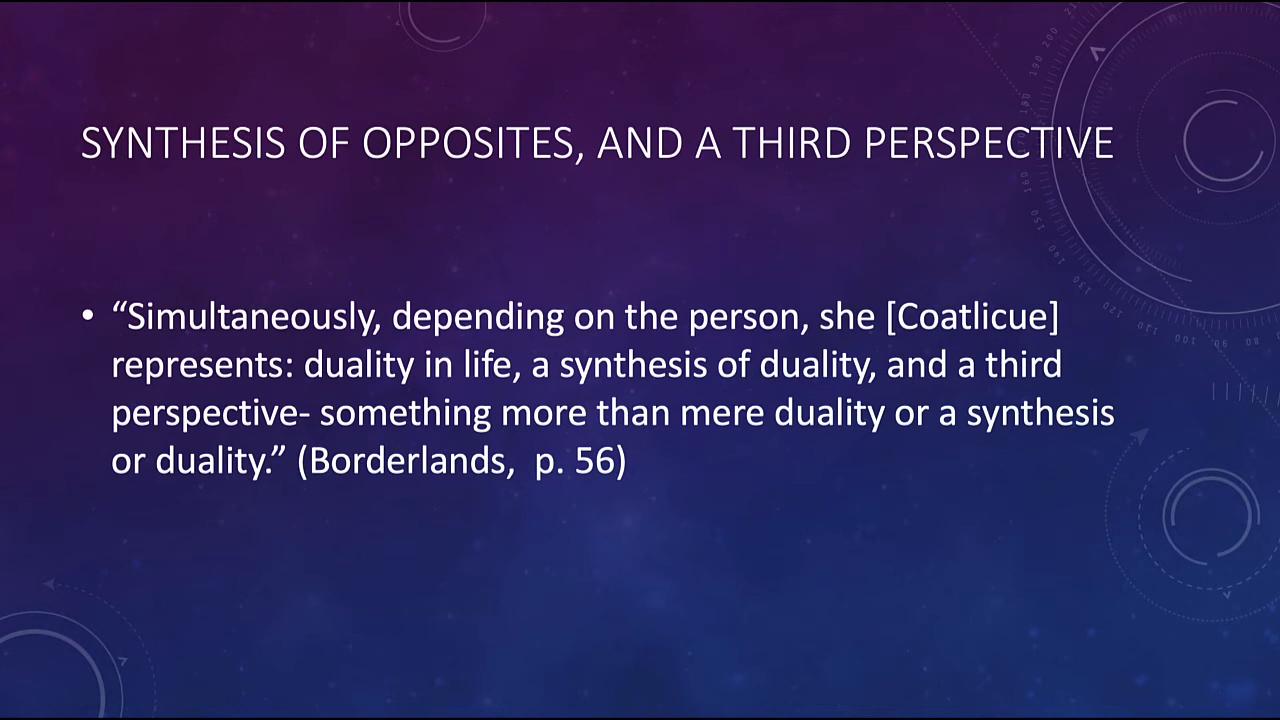 SYNTHESIS OF OPPOSITES, AND A THIRD PERSPECTIVE
• “Simultaneously, depending on the person, she [Coatlicue]
represents: duality in life, a synthesis of duality, and a third
perspective- something more than mere duality or a synthesis
or duality.” (Borderlands,  p. 56)